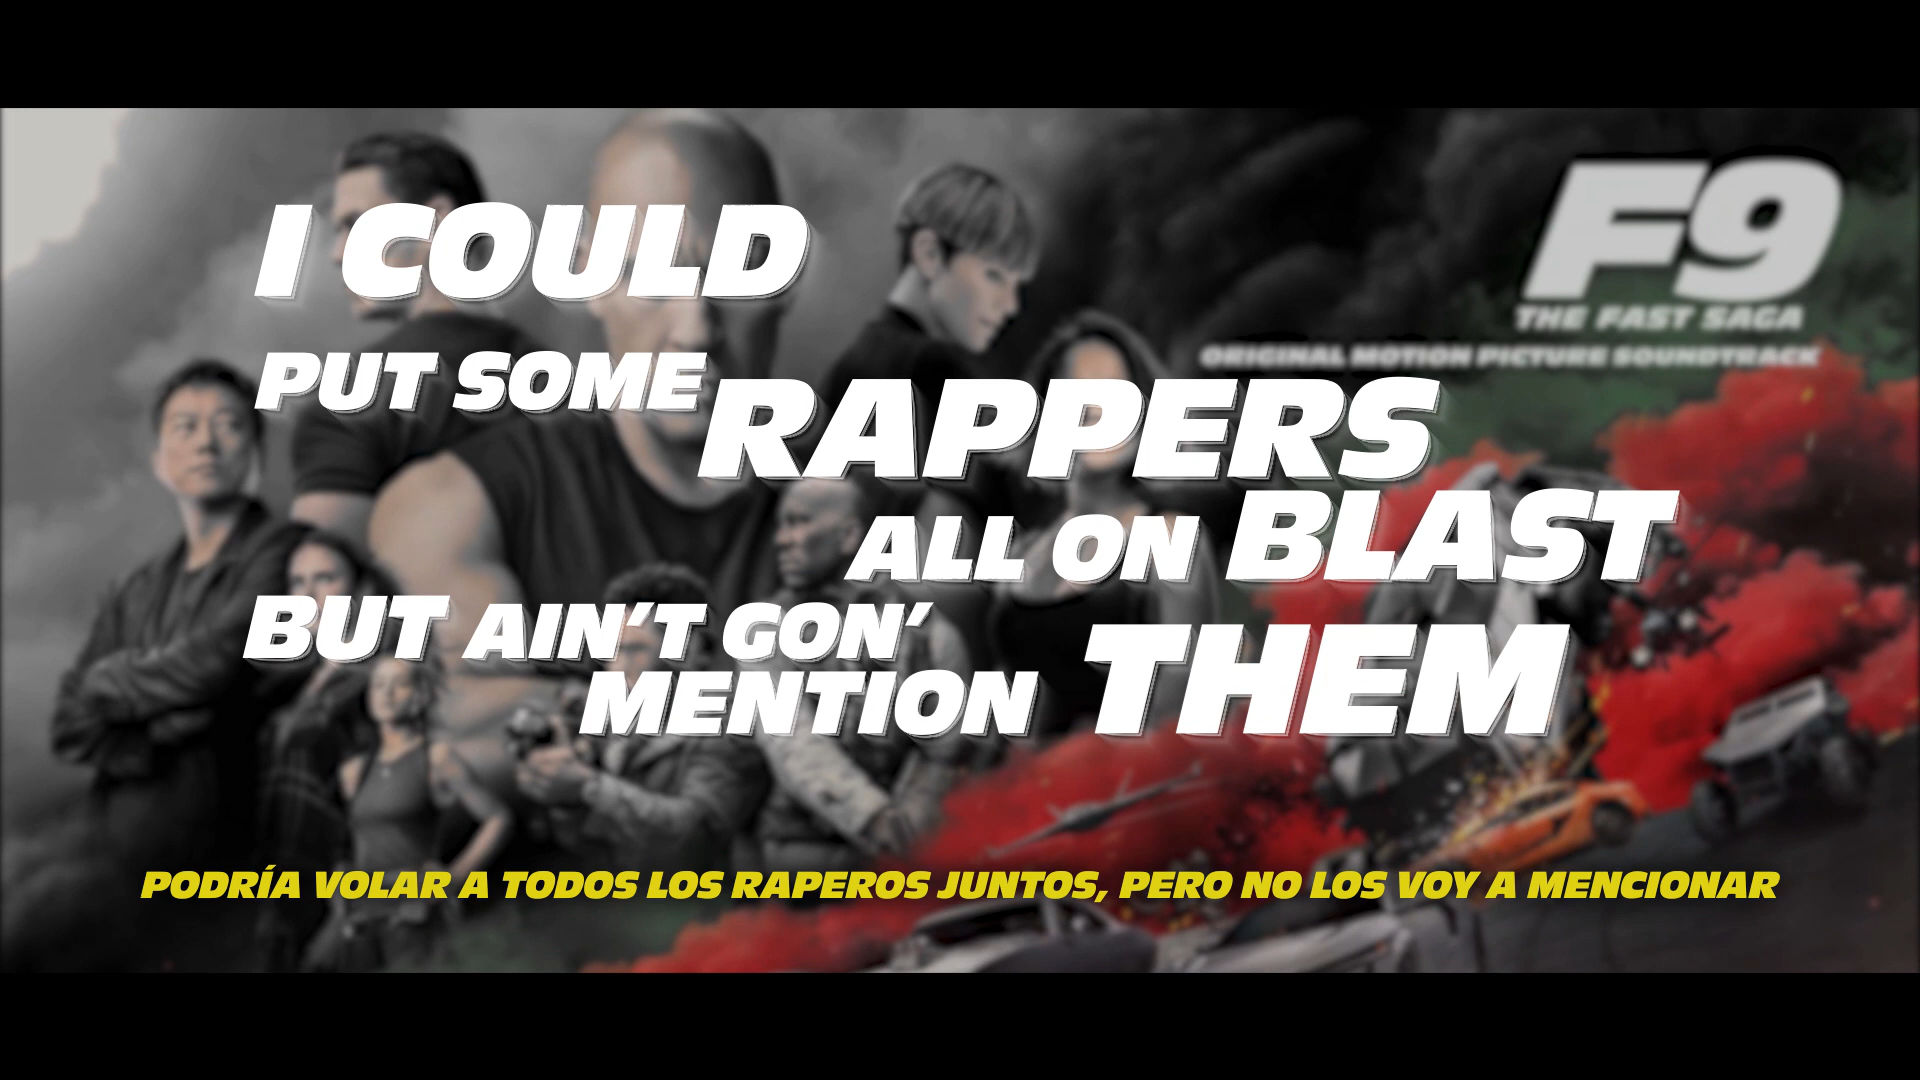 F9
THE FAST SAGA
ORIGINAL MOTION PICTURE SOUNDTRACK
I COULD
PUT SOME RAPPERS
ALL ON BLAST
BUT AIN'T GON'
MENTION THEM
PODRÍA VOLAR A TODOS LOS RAPEROS JUNTOS, PERO NO LOS VOY A MENCIONAR